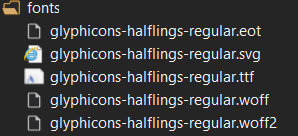 fonts
glyphicons-halflings-regular.eot
glyphicons-halflings-regular.svg
glyphicons-halflings-regular.ttf
glyphicons-halflings-regular.woff
glyphicons-halflings-regular.woff2